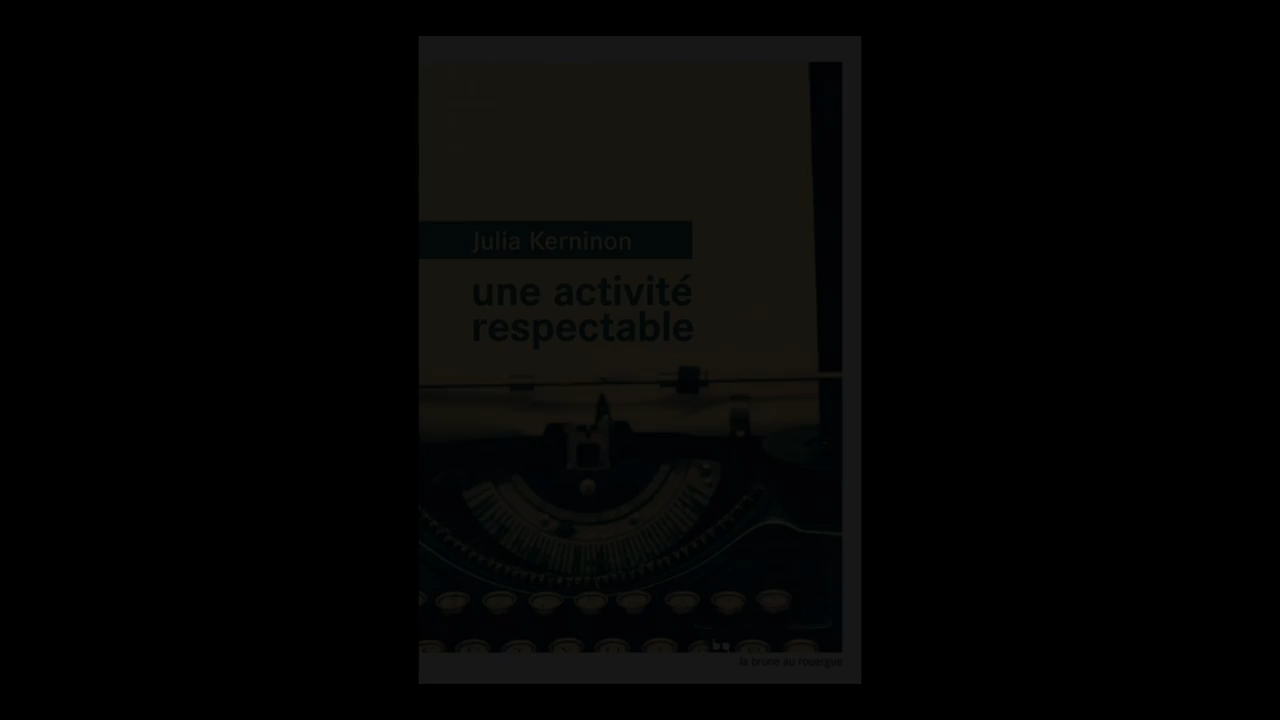 Julia Kerninon
une activité
respectable
la brune au rouergue